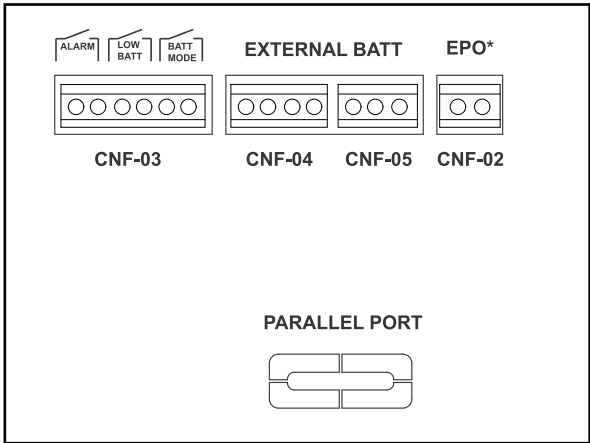 ALARM LOW BATT BATT MODE
EXTERNAL BATT EPO*
CNF-03 CNF-04 CNF-05 CNF-02
PARALLEL PORT